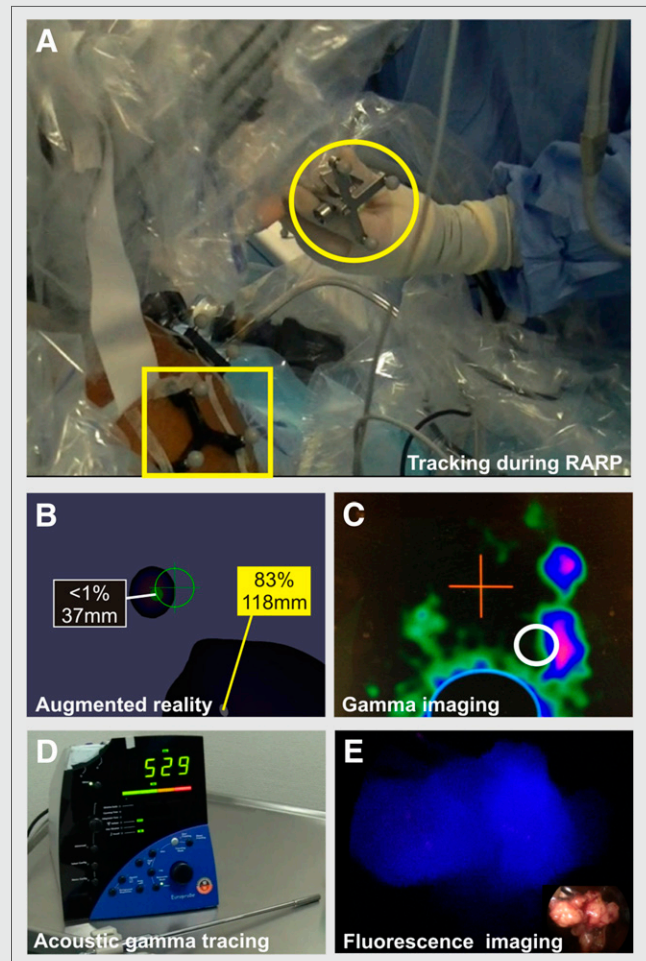 A
Tracking during RARP
B
<1%
37mm
83%
118mm
Augmented reality
C
Gamma imaging
D
529
Acoustic gamma tracing
E
Fluorescence imaging